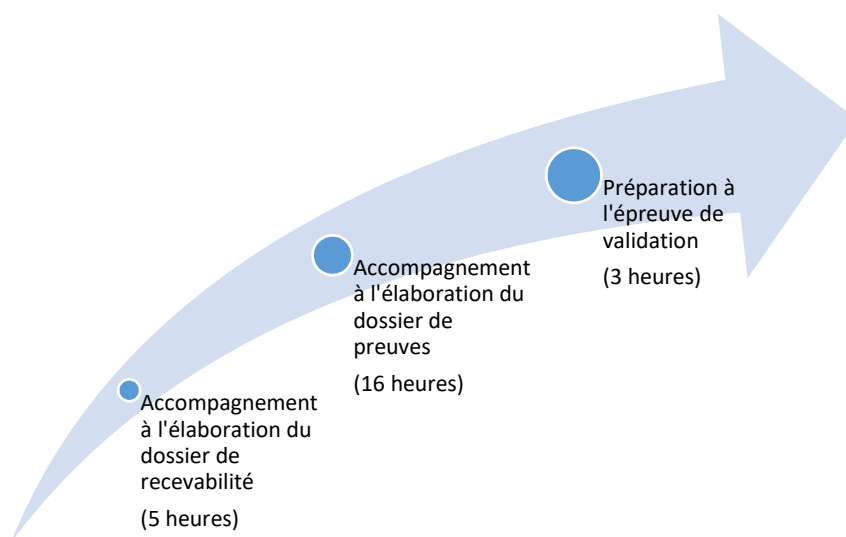 Accompagnement
à l'élaboration du
dossier de
recevabilité
(5 heures)
Accompagnement
à l'élaboration du
dossier de
preuves
(16 heures)
Préparation à
l'épreuve de
validation
(3 heures)